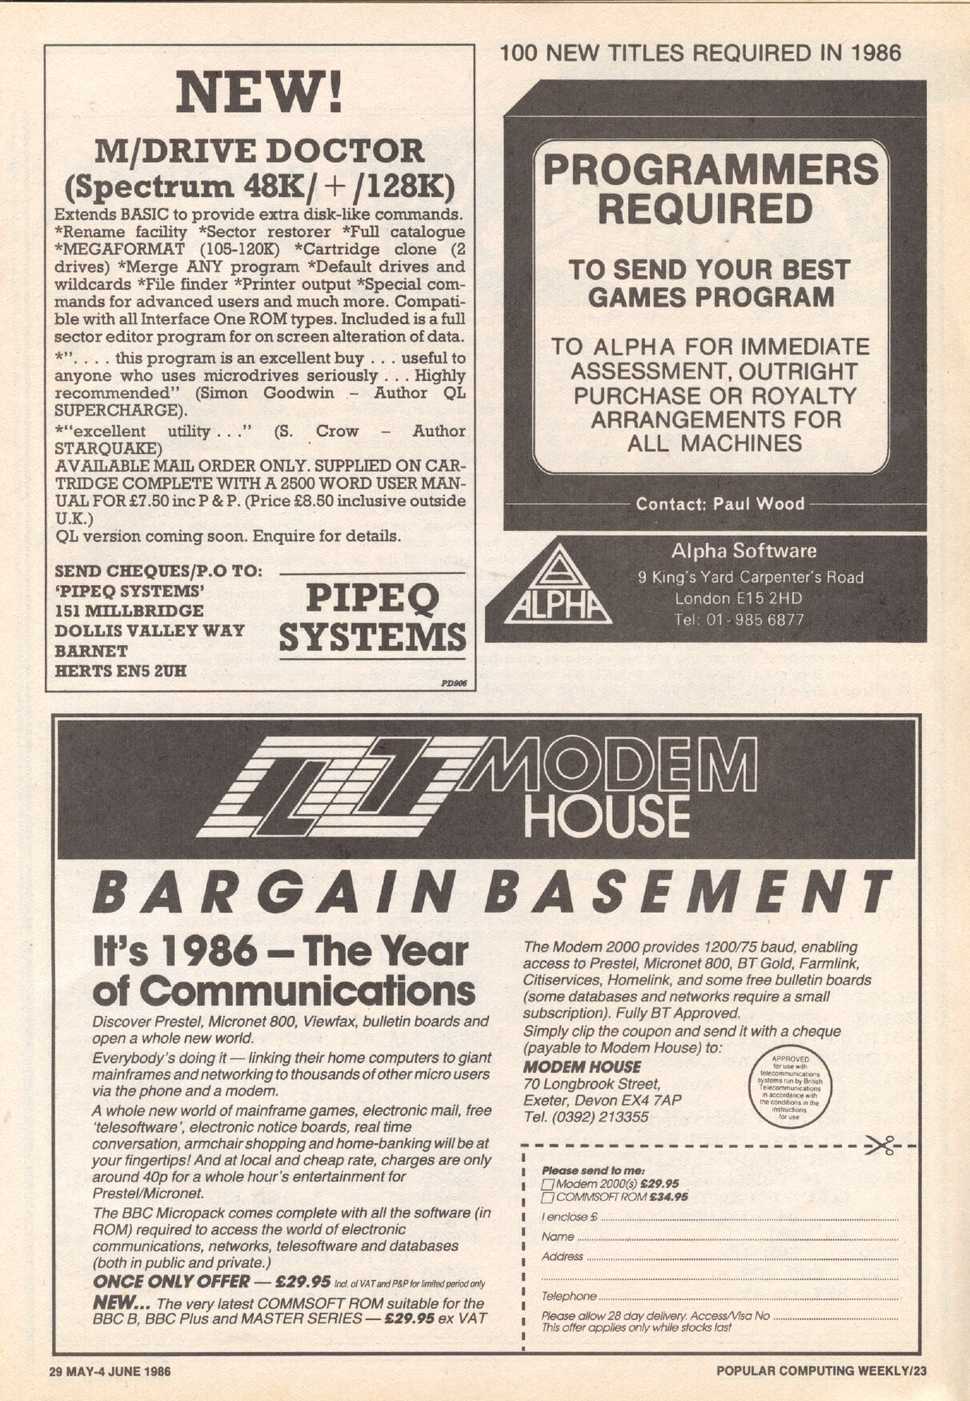 NEW!
M/DRIVE DOCTOR
(Spectrum 48K/+/128K)
Extends BASIC to provide extra disk-like commands.
*Rename facility *Sector restorer *Full catalogue
*MEGAFORMAT (105-120K) *Cartridge clone (2
drives) *Merge ANY program *Default drives and
wildcards *File finder *Printer output *Special com-
mands for advanced users and much more. Compati-
ble with all Interface One ROM types. Included is a full
sector editor program for on screen alteration of data.
*". . . . this program is an excellent buy . . . useful to
anyone who uses microdrives seriously . . . Highly
recommended" (Simon Goodwin – Author QL
SUPERCHARGE).
*"excellent utility . . ." (S. Crow – Author
STARQUAKE)
AVAILABLE MAIL ORDER ONLY. SUPPLIED ON CAR-
TRIDGE COMPLETE WITH A 2500 WORD USER MAN-
UAL FOR £7.50 inc P & P. (Price £8.50 inclusive outside
U.K.)
QL version coming soon. Enquire for details.
SEND CHEQUES/P.O TO:
'PIPEQ SYSTEMS'
151 MILLBRIDGE
DOLLIS VALLEY WAY
BARNET
HERTS EN5 2UH
PIPEQ
SYSTEMS
PD906
100 NEW TITLES REQUIRED IN 1986
PROGRAMMERS
REQUIRED
TO SEND YOUR BEST
GAMES PROGRAM
TO ALPHA FOR IMMEDIATE
ASSESSMENT, OUTRIGHT
PURCHASE OR ROYALTY
ARRANGEMENTS FOR
ALL MACHINES
Contact: Paul Wood
ALPHA
Alpha Software
9 King's Yard Carpenter's Road
London E15 2HD
Tel: 01-985 6877
MODEM
HOUSE
BARGAIN BASEMENT
It's 1986 – The Year
of Communications
Discover Prestel, Micronet 800, Viewfax, bulletin boards and
open a whole new world.
Everybody's doing it — linking their home computers to giant
mainframes and networking to thousands of other micro users
via the phone and a modem.
A whole new world of mainframe games, electronic mail, free
'telesoftware', electronic notice boards, real time
conversation, armchair shopping and home-banking will be at
your fingertips! And at local and cheap rate, charges are only
around 40p for a whole hour's entertainment for
Prestel/Micronet.
The BBC Micropack comes complete with all the software (in
ROM) required to access the world of electronic
communications, networks, telesoftware and databases
(both in public and private.)
ONCE ONLY OFFER — £29.95 Incl. of VAT and P&P for limited period only
NEW... The very latest COMMSOFT ROM suitable for the
BBC B, BBC Plus and MASTER SERIES — £29.95 ex VAT
The Modem 2000 provides 1200/75 baud, enabling
access to Prestel, Micronet 800, BT Gold, Farmlink,
Citiservices, Homelink, and some free bulletin boards
(some databases and networks require a small
subscription). Fully BT Approved.
Simply clip the coupon and send it with a cheque
(payable to Modem House) to:
MODEM HOUSE
70 Longbrook Street,
Exeter, Devon EX4 7AP
Tel. (0392) 213355
APPROVED
for use with
telecommunications
systems run by British
Telecommunications
in accordance with
the conditions in the
instructions
for use
Please send to me:
Modem 2000(s) £29.95
COMMSOFT ROM £34.95
I enclose £
Name
Address
Telephone
Please allow 28 day delivery. Access/Visa No
This offer applies only while stocks last
29 MAY-4 JUNE 1986
POPULAR COMPUTING WEEKLY/23